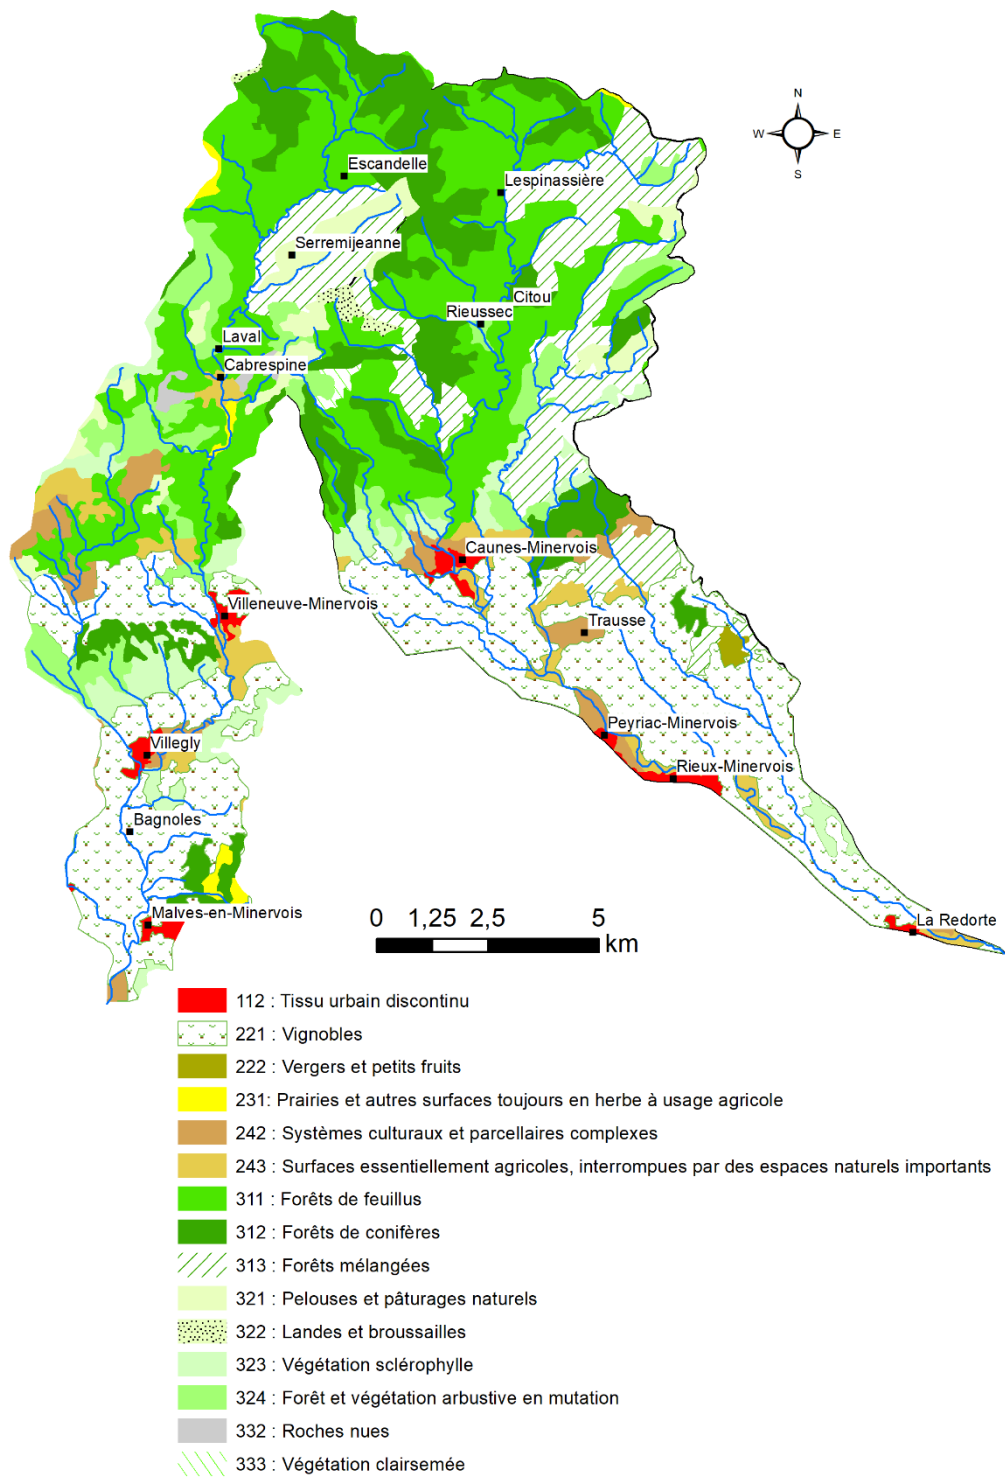 N
W E
S
Escandelle
Lespinassière
Serremijeanne
Citou
Rieussec
Laval
Cabrespine
Caunes-Minervois
Villeneuve-Minervois
Trausse
Peyriac-Minervois
Villegly
Rieux-Minervois
Bagnoles
Malves-en-Minervois
La Redorte
0 1,25 2,5 5
km
112 : Tissu urbain discontinu
221 : Vignobles
222 : Vergers et petits fruits
231: Prairies et autres surfaces toujours en herbe à usage agricole
242 : Systèmes culturaux et parcellaires complexes
243 : Surfaces essentiellement agricoles, interrompues par des espaces naturels importants
311 : Forêts de feuillus
312 : Forêts de conifères
313 : Forêts mélangées
321 : Pelouses et pâturages naturels
322 : Landes et broussailles
323 : Végétation sclérophylle
324 : Forêt et végétation arbustive en mutation
332 : Roches nues
333 : Végétation clairsemée